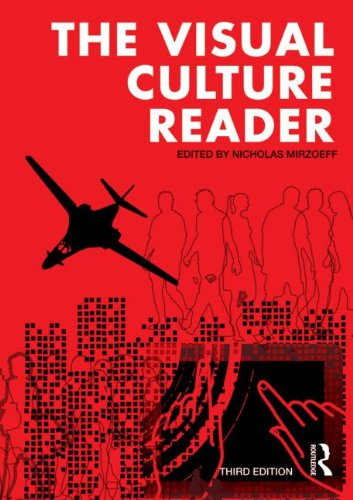 THE VISUAL
CULTURE
READER
EDITED BY NICHOLAS MIRZOEFF
THIRD EDITION
ROUTLEDGE